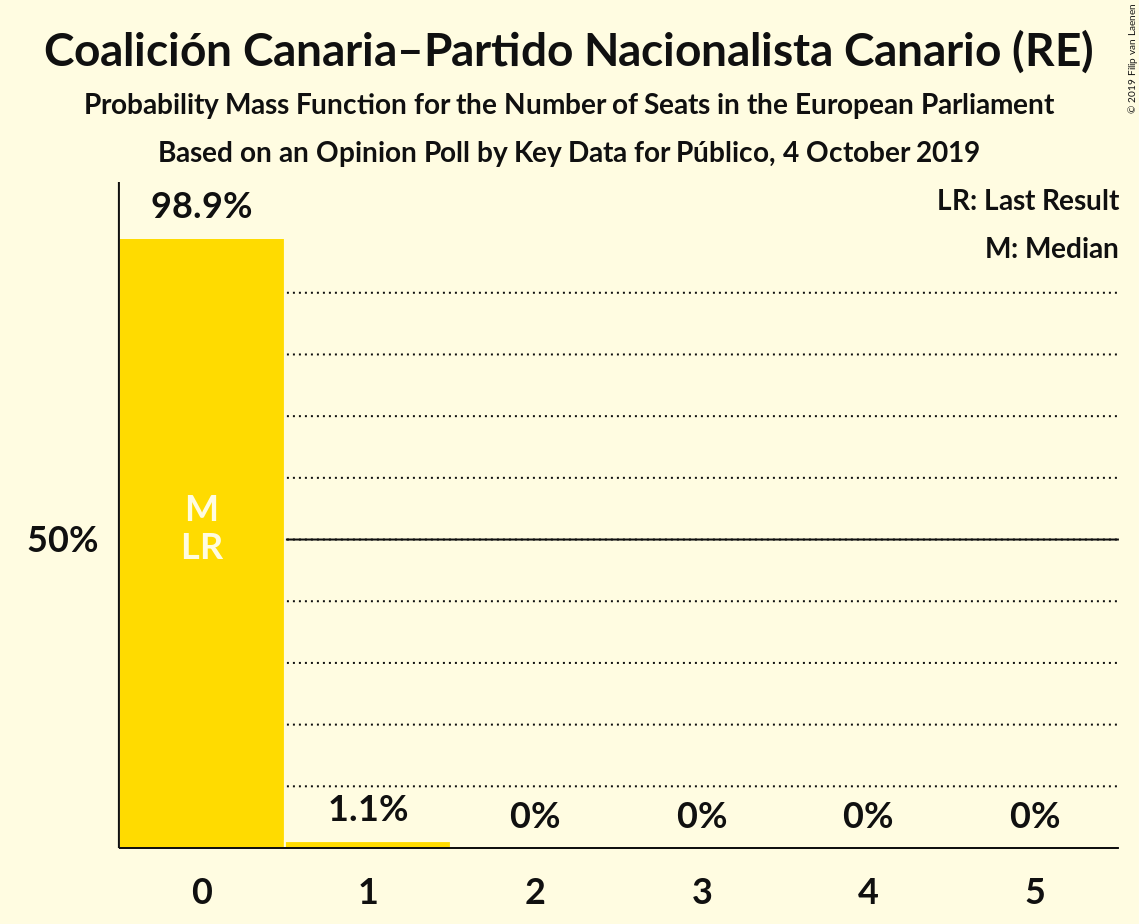 Coalición Canaria–Partido Nacionalista Canario (RE)
Probability Mass Function for the Number of Seats in the European Parliament
Based on an Opinion Poll by Key Data for Público, 4 October 2019
© 2019 Filip van Laenen
LR: Last Result
M: Median
98.9%
M
LR
50%
1.1%
0%
0%
0%
0%
0
1
2
3
4
5